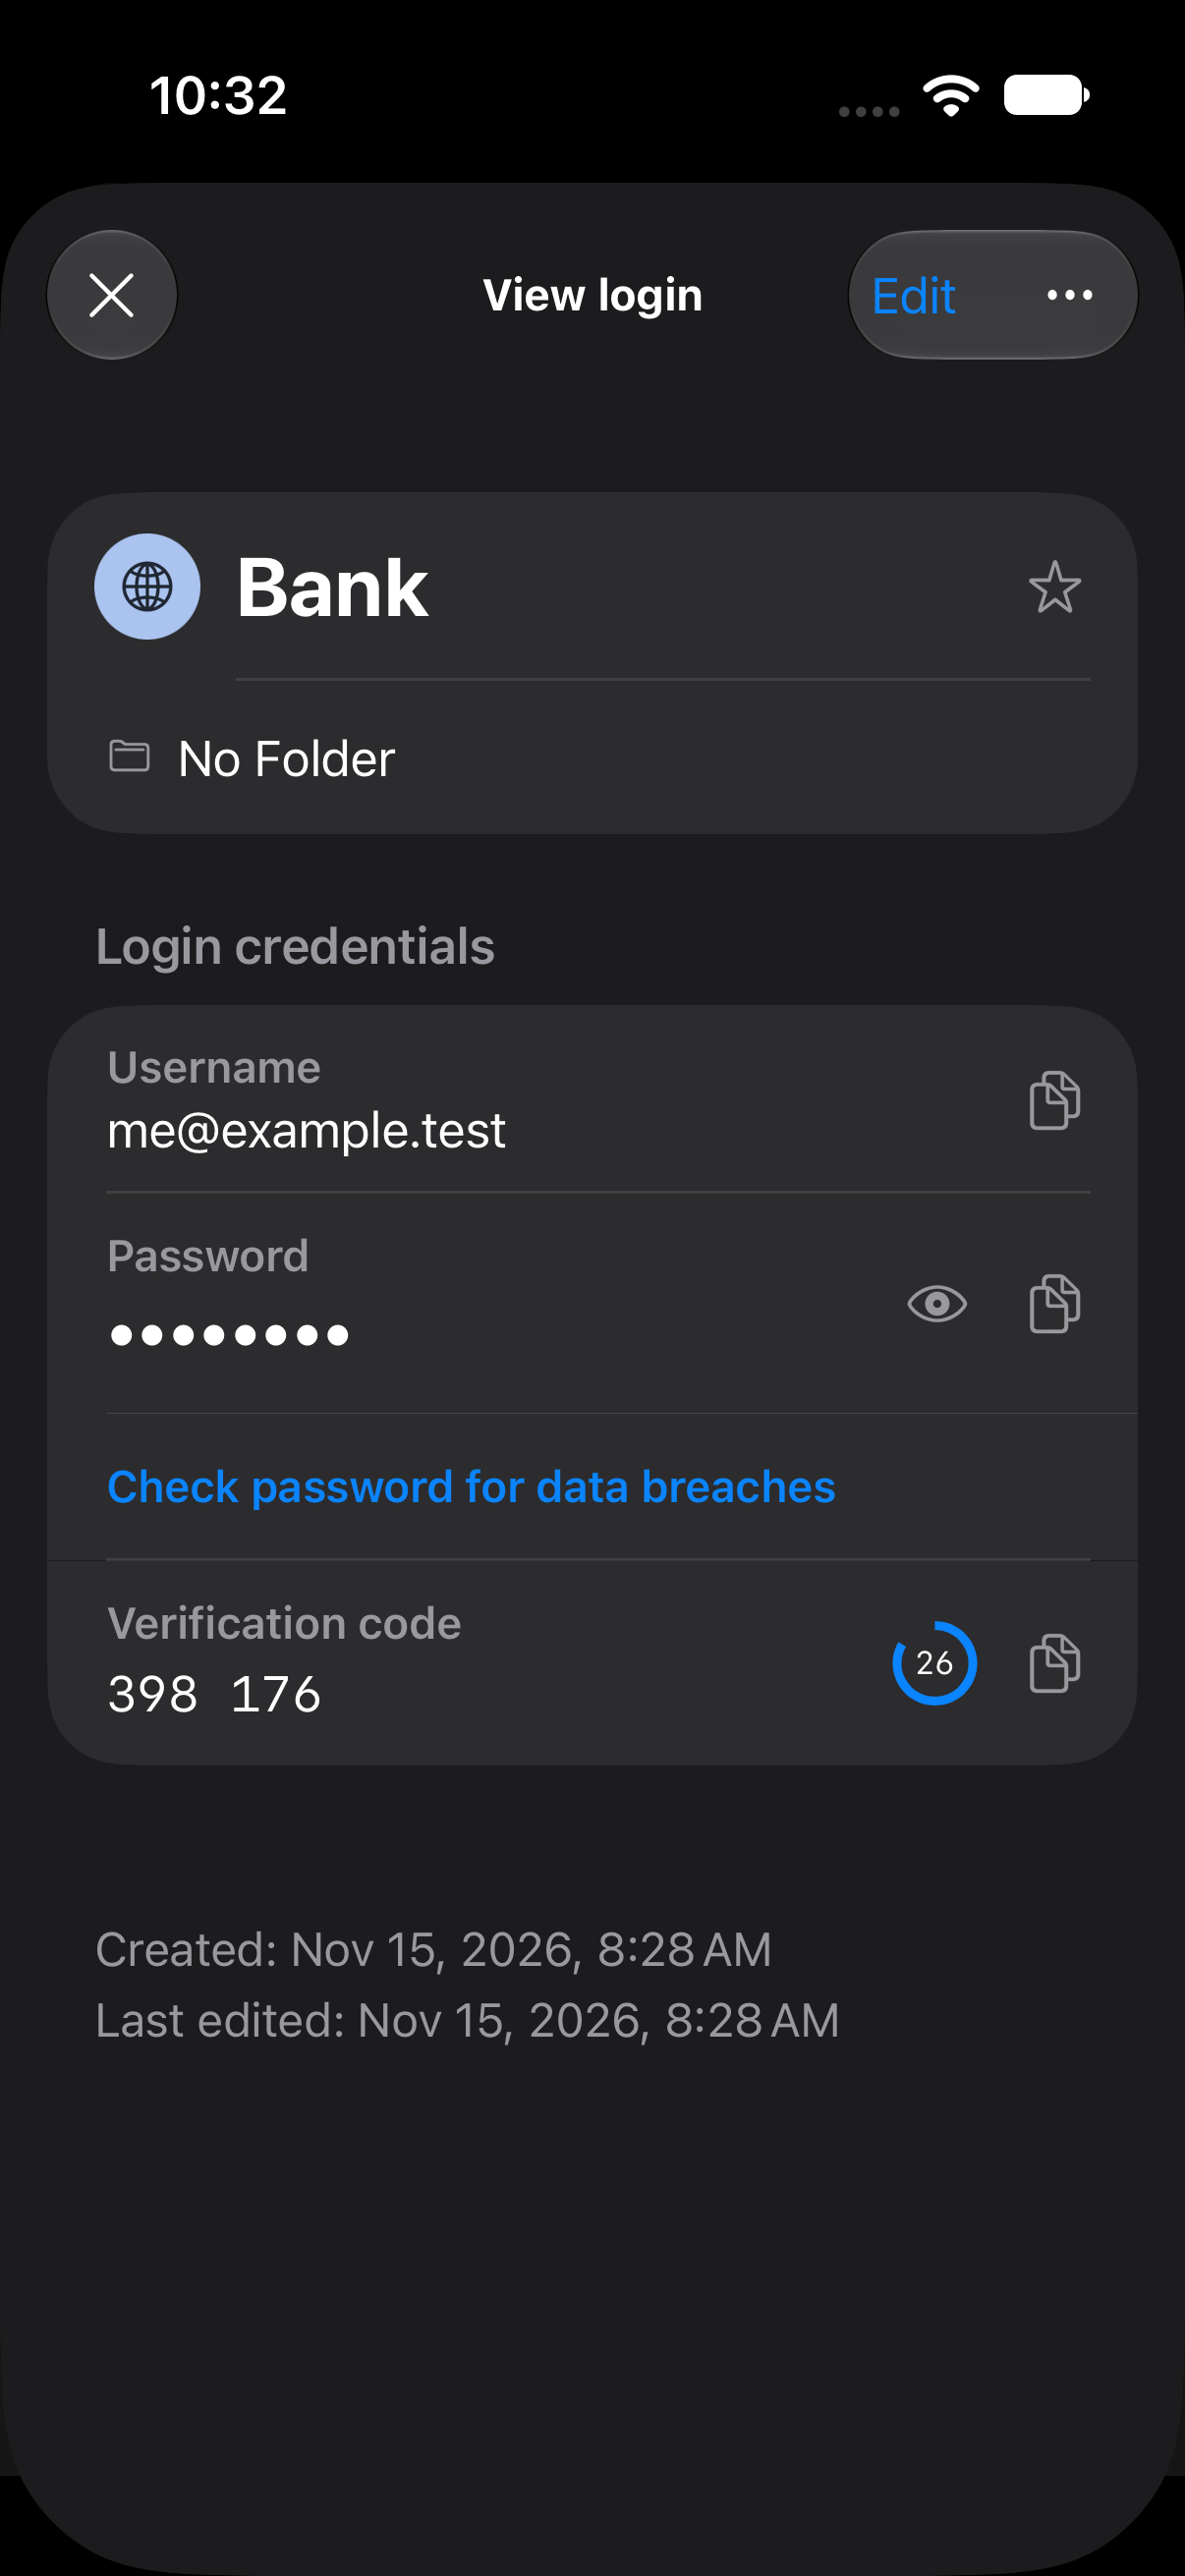 10:32
View login
Edit
Bank
No Folder
Login credentials
Username
me@example.test
Password
Check password for data breaches
Verification code
398 176
26
Created: Nov 15, 2026, 8:28 AM
Last edited: Nov 15, 2026, 8:28 AM